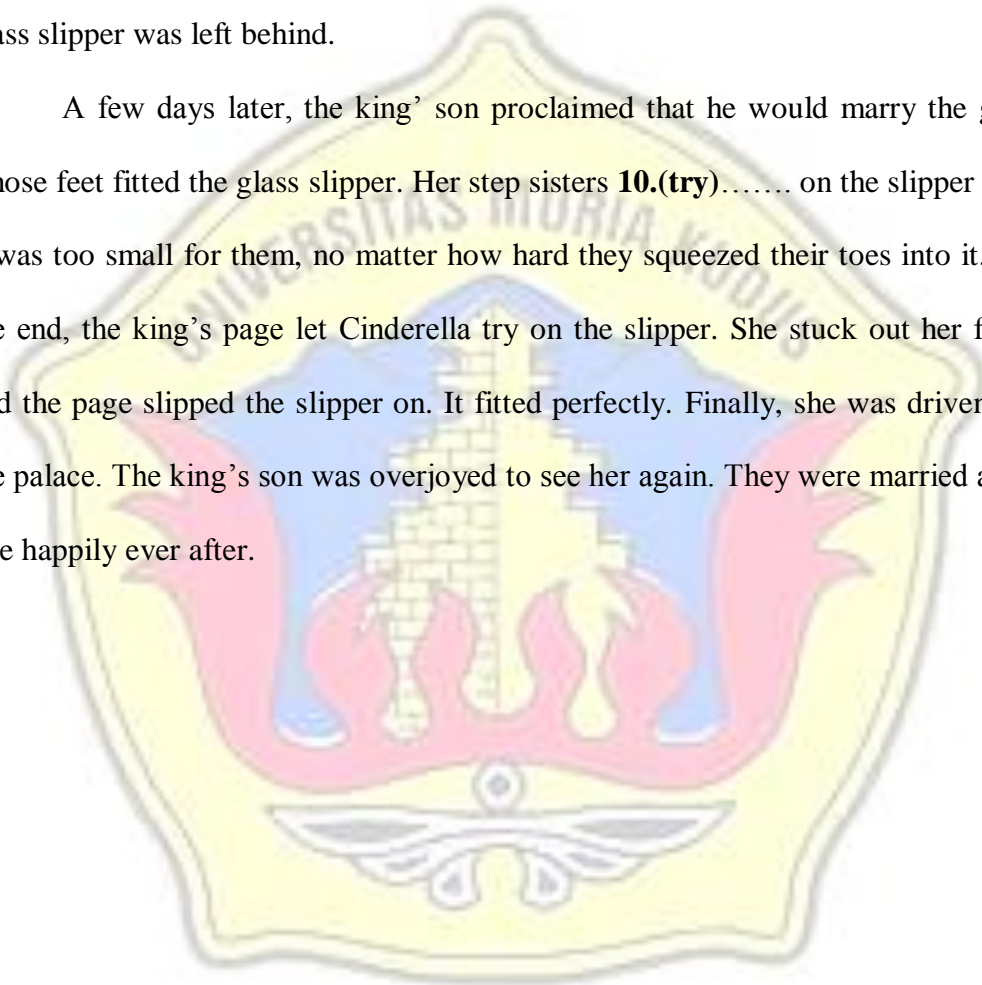 ass slipper was left behind.
A few days later, the king’ son proclaimed that he would marry the g
hose feet fitted the glass slipper. Her step sisters 10.(try)……. on the slipper
was too small for them, no matter how hard they squeezed their toes into it.
e end, the king’s page let Cinderella try on the slipper. She stuck out her f
d the page slipped the slipper on. It fitted perfectly. Finally, she was driven
e palace. The king’s son was overjoyed to see her again. They were married a
e happily ever after.
UNIVERSITAS MURIA KUDUS